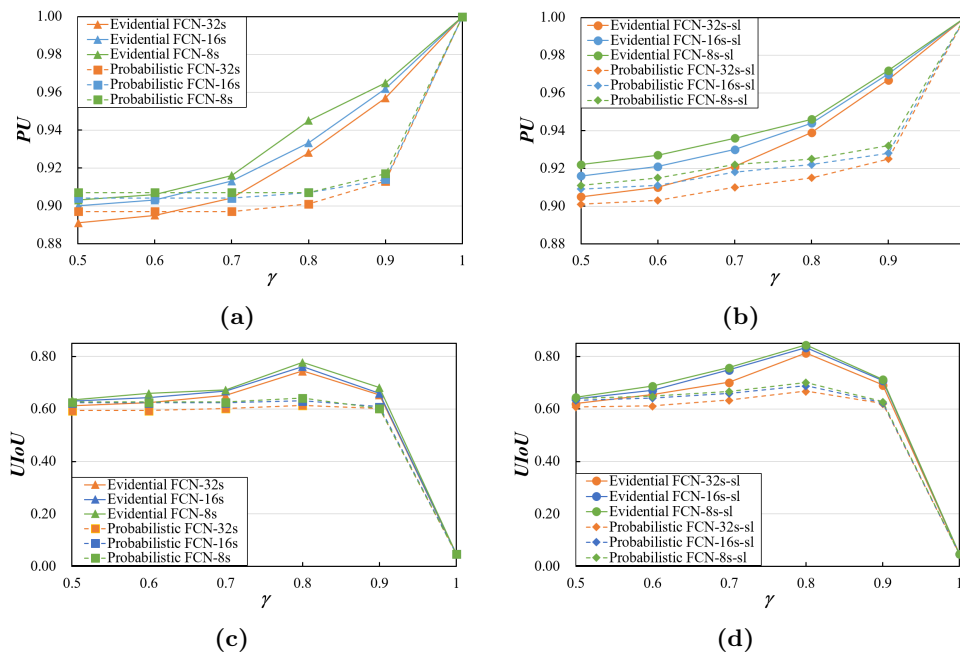 1.00
0.98
0.96
0.94
0.92
0.90
0.88
PU
Evidential FCN-32s
Evidential FCN-16s
Evidential FCN-8s
Probabilistic FCN-32s
Probabilistic FCN-16s
Probabilistic FCN-8s
0.5 0.6 0.7 0.8 0.9 1
γ
(a)
1.00
0.98
0.96
0.94
0.92
0.90
0.88
PU
Evidential FCN-32s-sl
Evidential FCN-16s-sl
Evidential FCN-8s-sl
Probabilistic FCN-32s-sl
Probabilistic FCN-16s-sl
Probabilistic FCN-8s-sl
0.5 0.6 0.7 0.8 0.9
γ
(b)
0.80
0.60
0.40
0.20
0.00
UIoU
Evidential FCN-32s
Evidential FCN-16s
Evidential FCN-8s
Probabilistic FCN-32s
Probabilistic FCN-16s
Probabilistic FCN-8s
0.5 0.6 0.7 0.8 0.9 1
γ
(c)
0.80
0.60
0.40
0.20
0.00
UIoU
Evidential FCN-32s-sl
Evidential FCN-16s-sl
Evidential FCN-8s-sl
Probabilistic FCN-32s-sl
Probabilistic FCN-16s-sl
Probabilistic FCN-8s-sl
0.5 0.6 0.7 0.8 0.9 1
γ
(d)